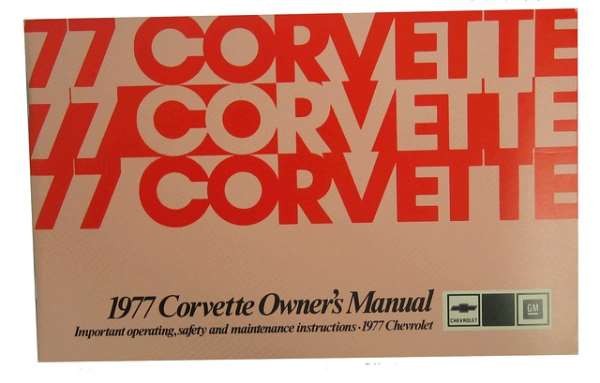 77 CORVETTE
77 CORVETTE
77 CORVETTE
1977 Corvette Owner's Manual
Important operating, safety and maintenance instructions • 1977 Chevrolet
CHEVROLET
GM